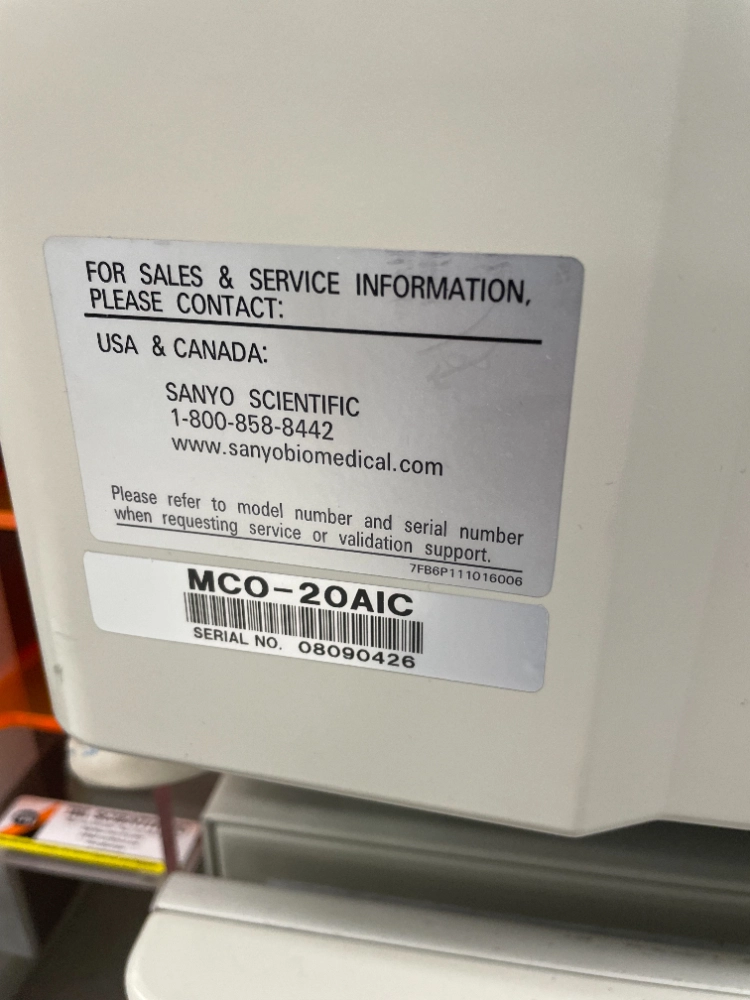 FOR SALES & SERVICE INFORMATION,
PLEASE CONTACT:
USA & CANADA:
SANYO SCIENTIFIC
1-800-858-8442
www.sanyobiomedical.com
Please refer to model number and serial number
when requesting service or validation support.
7FB6P111016006
MCO-20AIC
SERIAL NO. 08090426